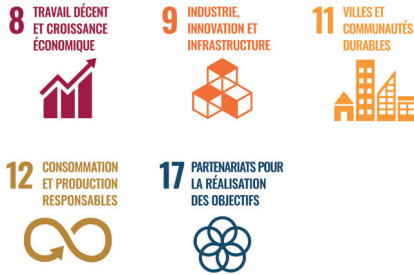 8 TRAVAIL DÉCENT
ET CROISSANCE
ÉCONOMIQUE
9 INDUSTRIE,
INNOVATION ET
INFRASTRUCTURE
11 VILLES ET
COMMUNAUTÉS
DURABLES
12 CONSOMMATION
ET PRODUCTION
RESPONSABLES
17 PARTENARIATS POUR
LA RÉALISATION
DES OBJECTIFS